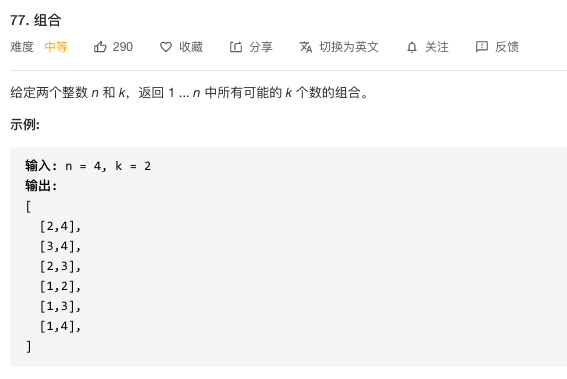 77. 组合
难度 中等 290 收藏 分享 切换为英文 关注 反馈
给定两个整数 n 和 k，返回 1 ... n 中所有可能的 k 个数的组合。
示例:
输入: n = 4, k = 2
输出:
[
[2,4],
[3,4],
[2,3],
[1,2],
[1,3],
[1,4],
]